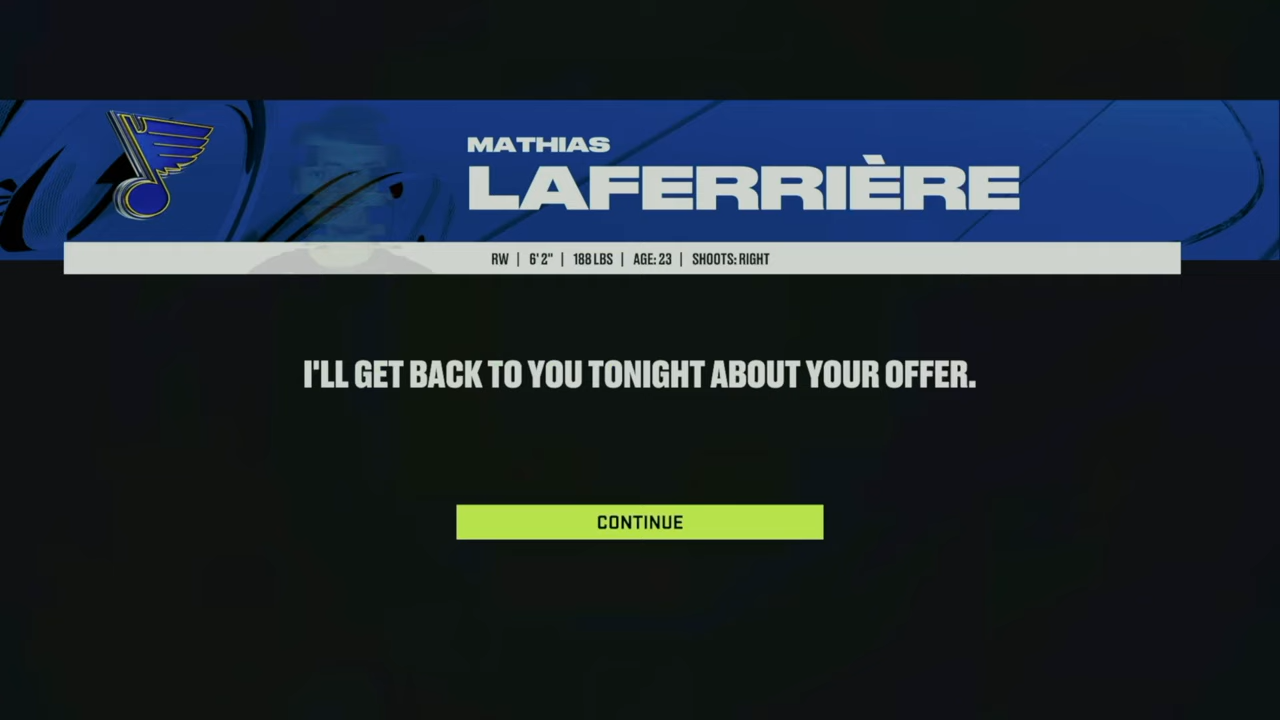 MATHIAS
LAFERRIÈRE
RW | 6' 2" | 188 LBS | AGE: 23 | SHOOTS: RIGHT
I'LL GET BACK TO YOU TONIGHT ABOUT YOUR OFFER.
CONTINUE